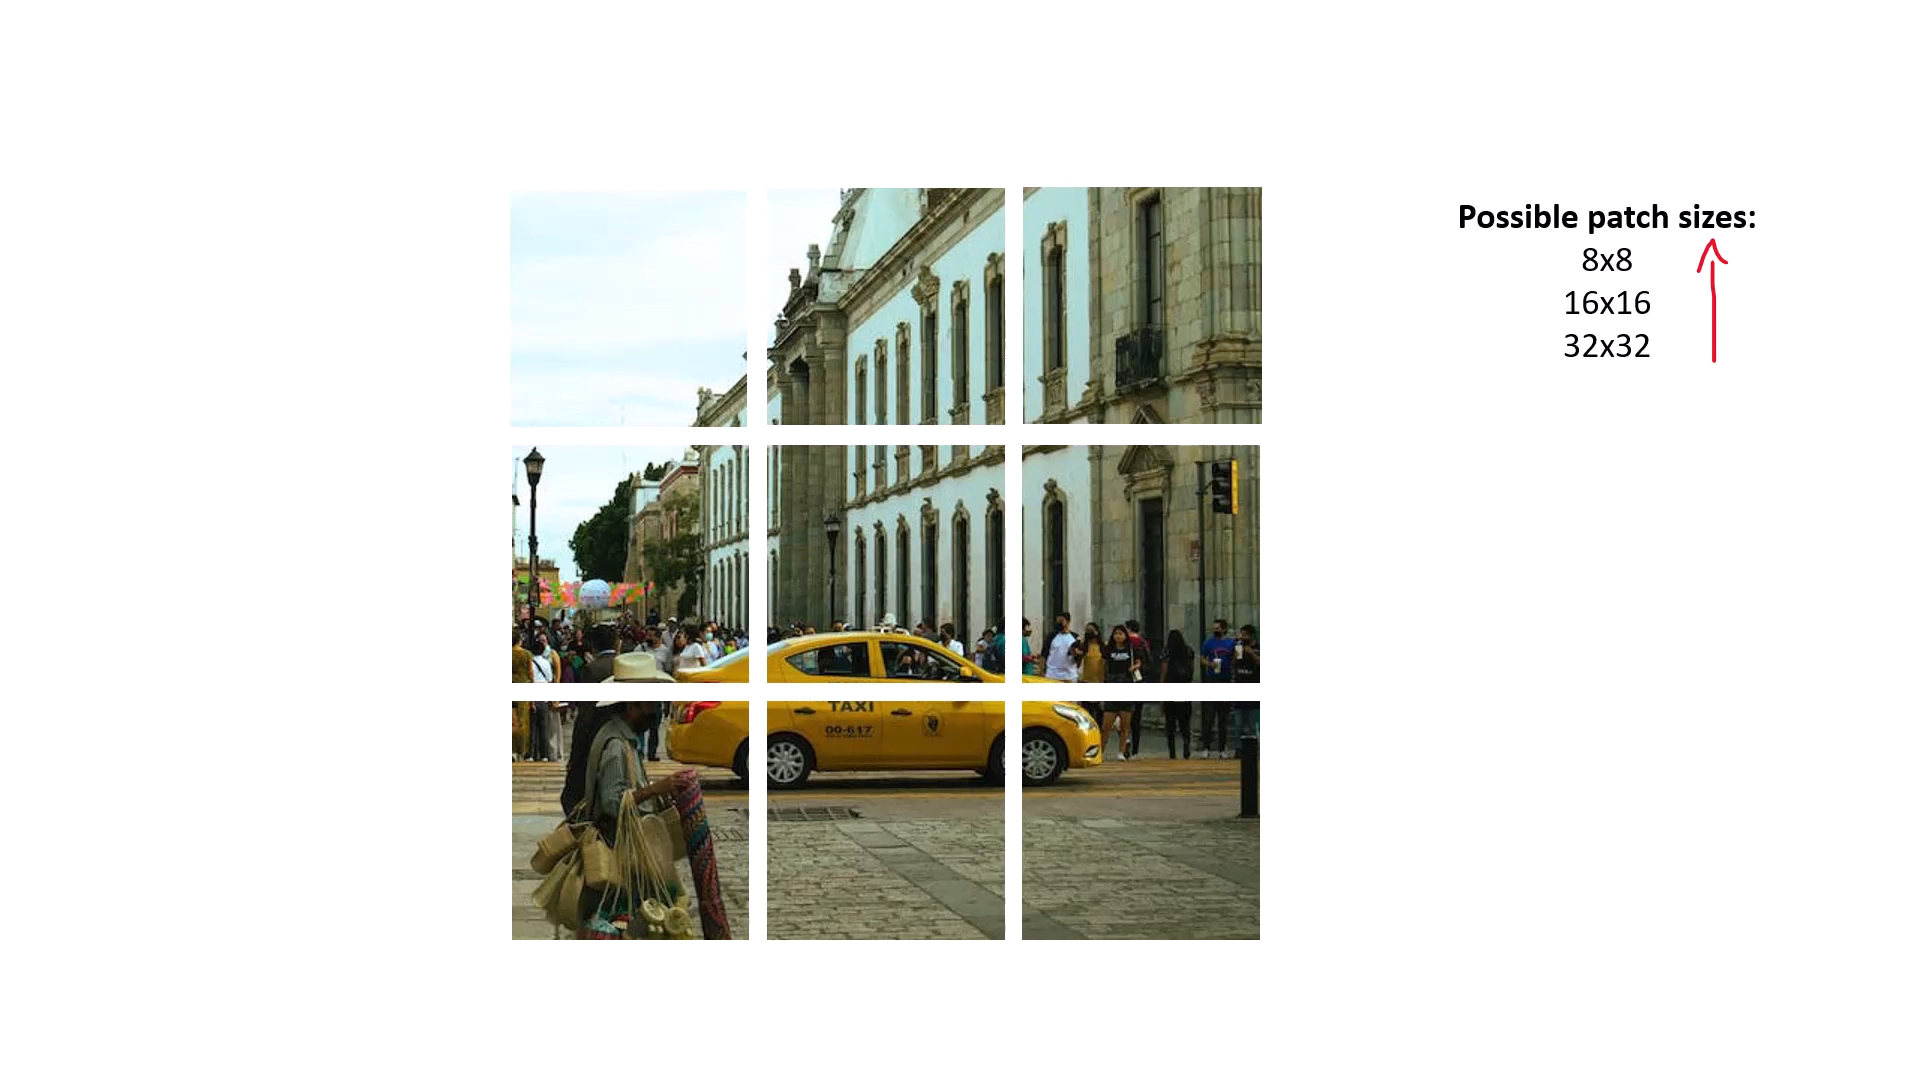 Possible patch sizes:
8x8
16x16
32x32
TAXI
00-617